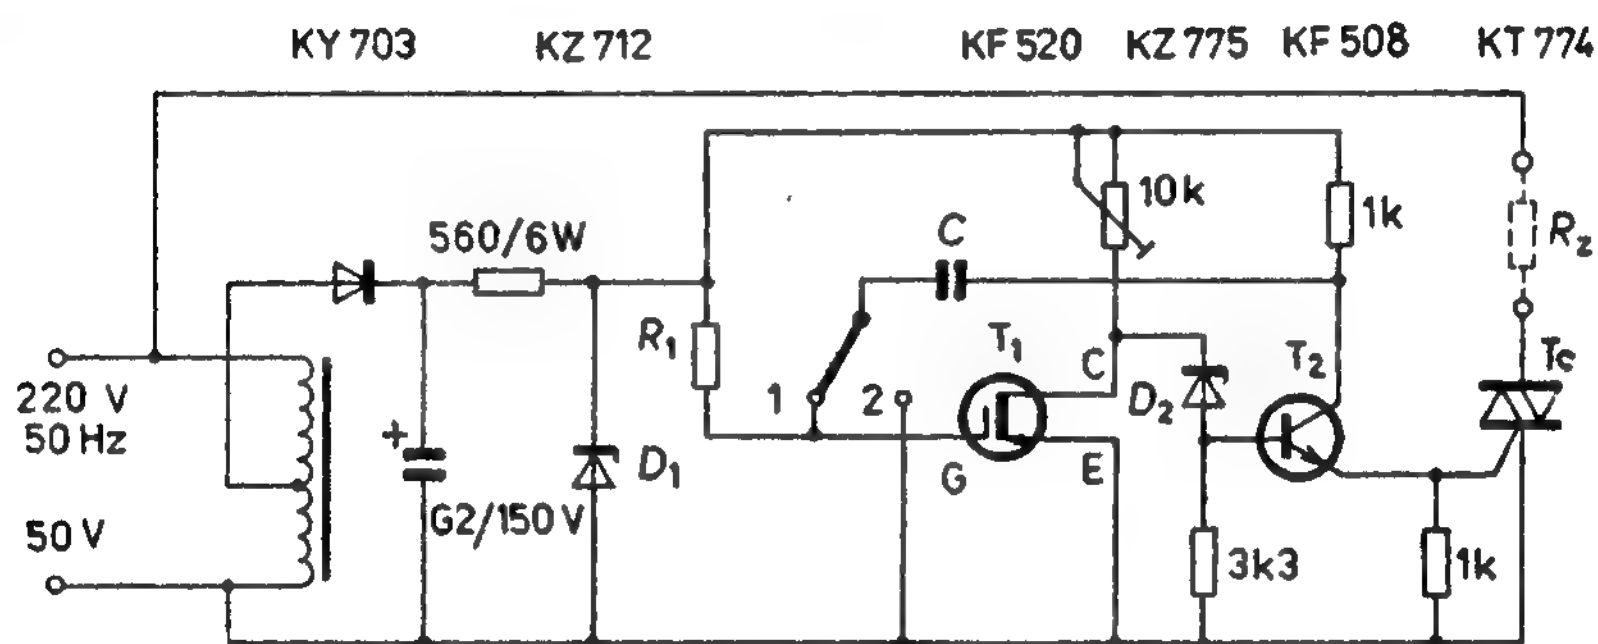 KY 703 KZ 712 KF 520 KZ 775 KF 508 KT 774
10k
1k
C
560/6W
R₂
R₁
T₁
T₂
Tc
220 V
50 Hz
1
2
C
D₂
+
D₁
G
E
G2/150 V
50 V
3k3
1k